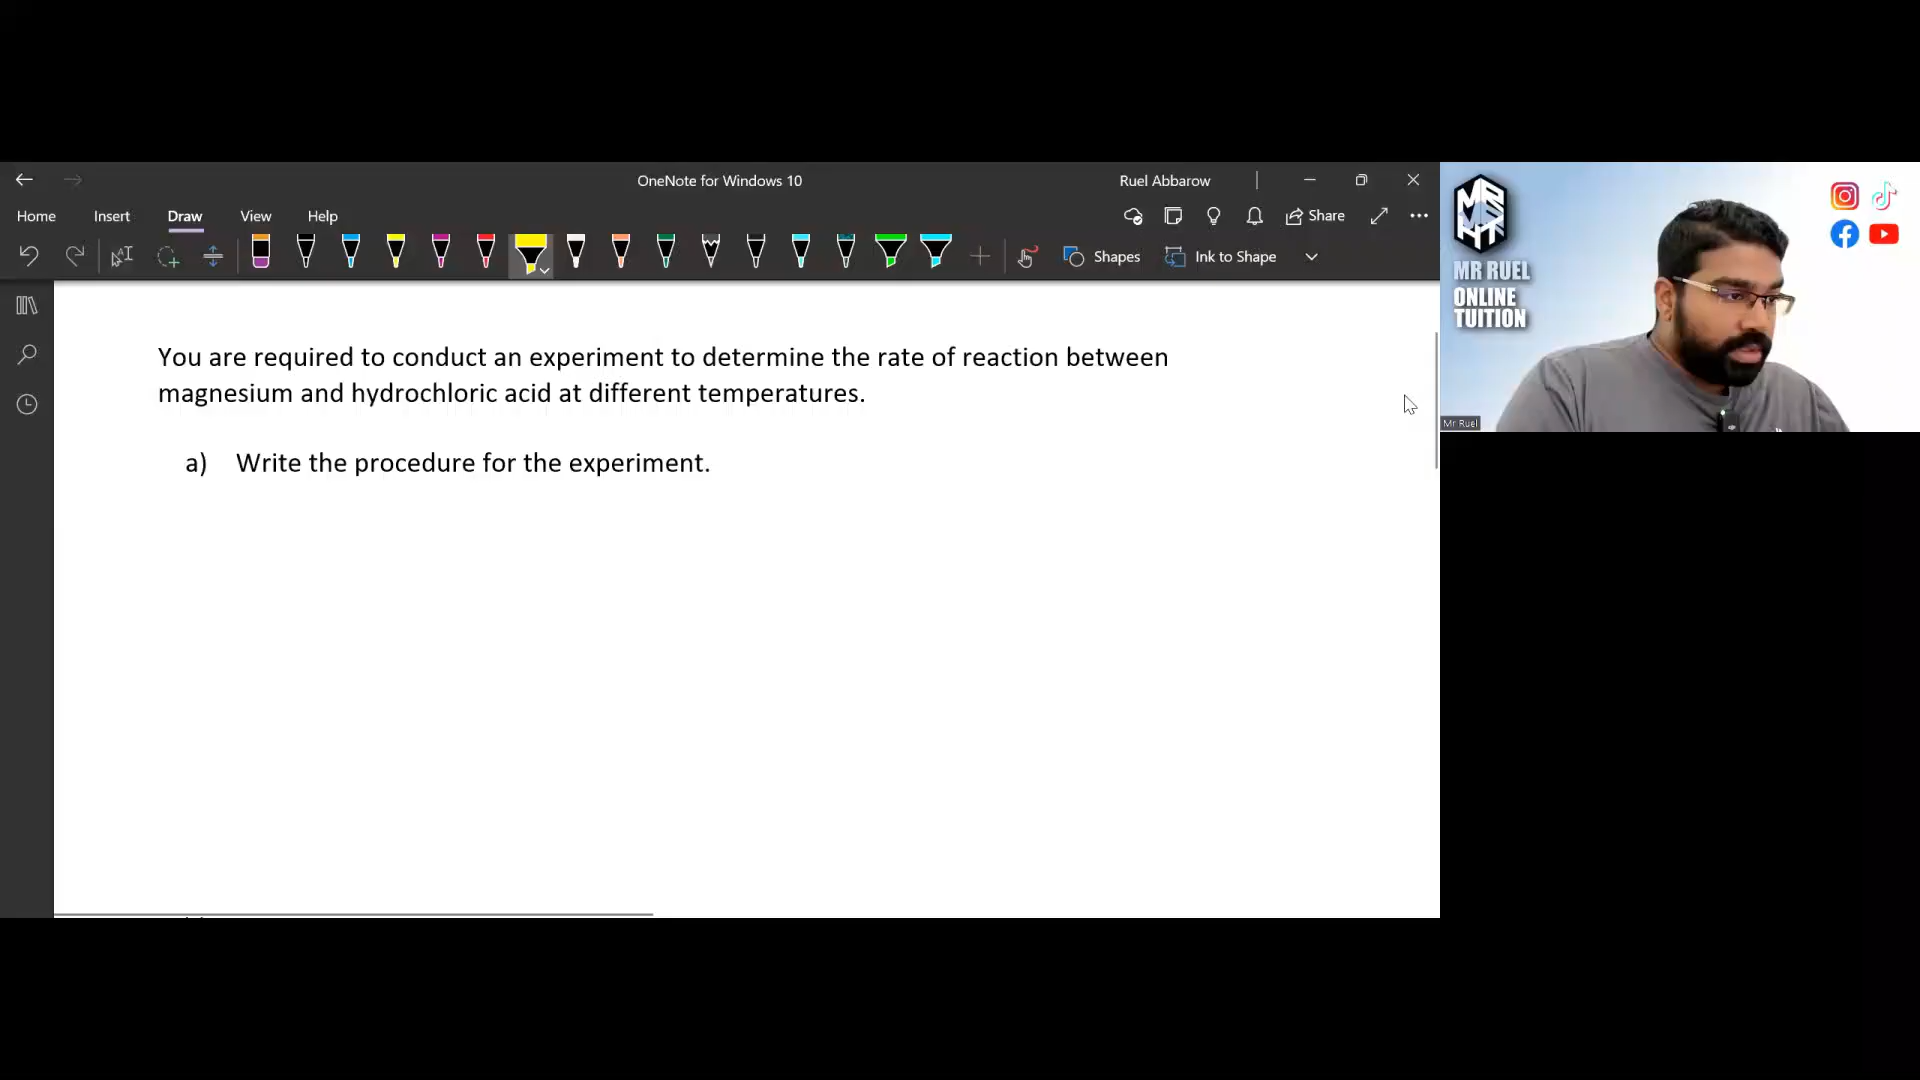 OneNote for Windows 10
Ruel Abbarow
Home Insert Draw View Help
Share
Shapes
Ink to Shape
You are required to conduct an experiment to determine the rate of reaction between
magnesium and hydrochloric acid at different temperatures.
a) Write the procedure for the experiment.
MR RUEL
ONLINE
TUITION
Mr Ruel